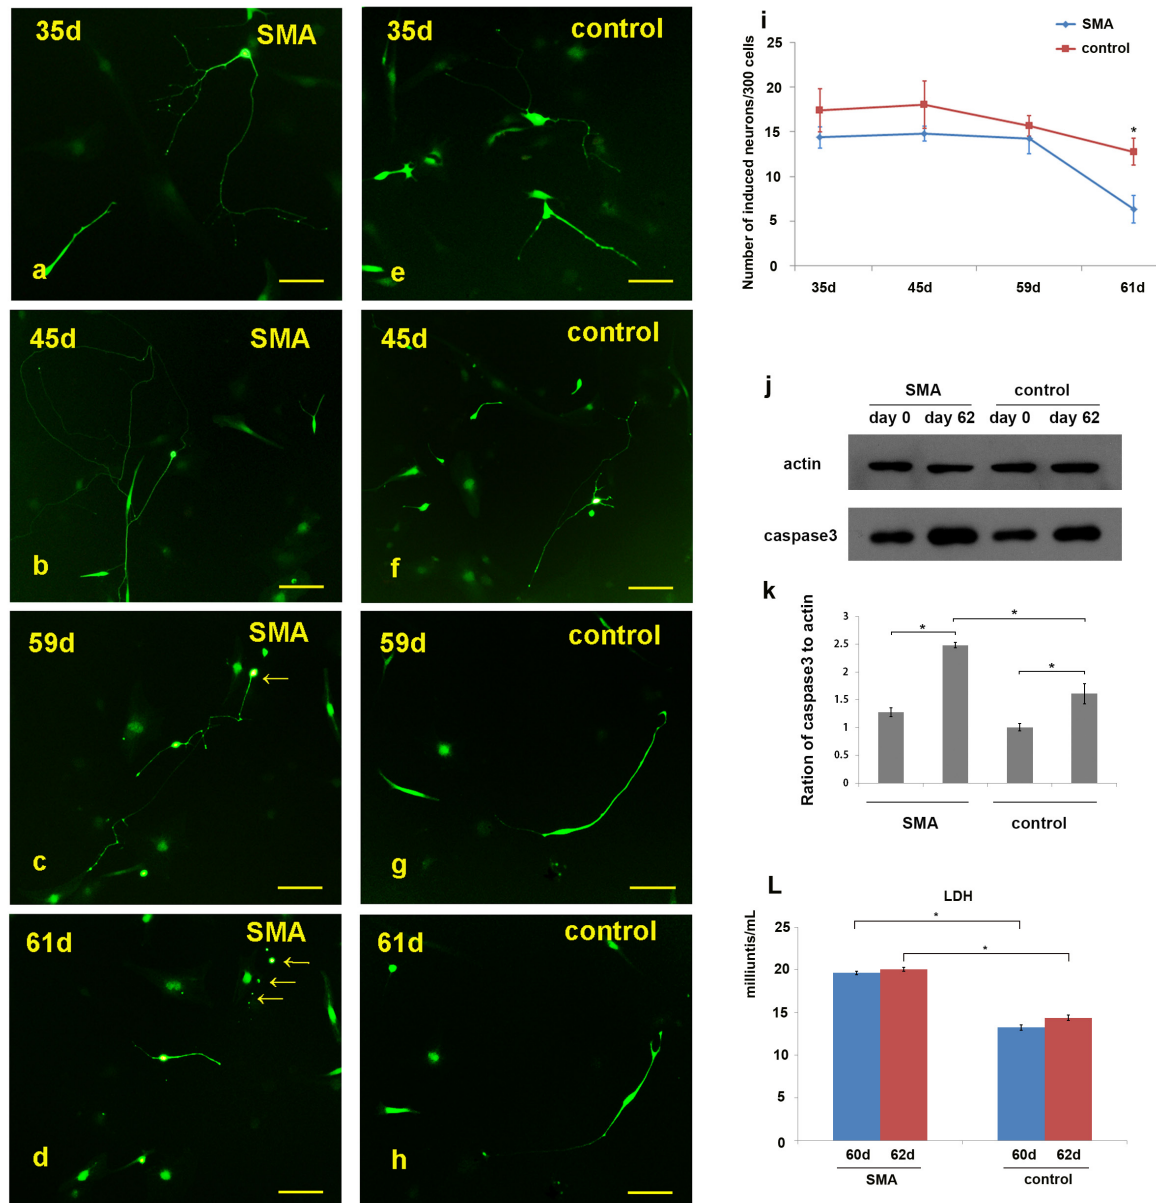 35d SMA
a
35d control
e
45d SMA
b
45d control
f
59d SMA
c
59d control
g
61d SMA
d
61d control
h
i
SMA
control
Number of induced neurons/300 cells
25
20
15
10
5
0
*
35d 45d 59d 61d
j
SMA control
day 0 day 62 day 0 day 62
actin
caspase3
k
Ration of caspase3 to actin
3
2.5
2
1.5
1
0.5
0
* * *
SMA control
L
LDH
milliuntis/mL
25
20
15
10
5
0
* *
60d 62d 60d 62d
SMA control